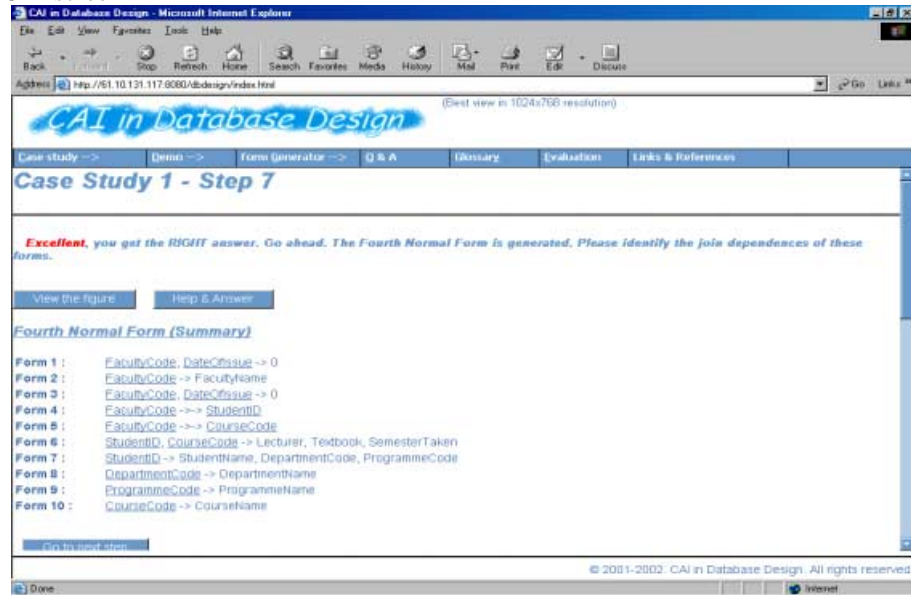 CAI in Database Design - Microsoft Internet Explorer
File Edit View Favorites Tools Help
Back Forward Stop Refresh Home Search Favorites Media History Mail Print Edit Discuss
Address http://61.10.131.117:8080/dbdesign/index.html Go Links »
(Best view in 1024x768 resolution)
CAI in Database Design
Case study --> Demo --> Form Generator --> Q & A Glossary Evaluation Links & References
Case Study 1 - Step 7
Excellent, you get the RIGHT answer. Go ahead. The Fourth Normal Form is generated. Please identify the join dependences of these
forms.
View the figure Help & Answer
Fourth Normal Form (Summary)
Form 1 : FacultyCode, DateOfIssue -> 0
Form 2 : FacultyCode -> FacultyName
Form 3 : FacultyCode, DateOfIssue -> 0
Form 4 : FacultyCode ->-> StudentID
Form 5 : FacultyCode ->-> CourseCode
Form 6 : StudentID, CourseCode -> Lecturer, Textbook, SemesterTaken
Form 7 : StudentID -> StudentName, DepartmentCode, ProgrammeCode
Form 8 : DepartmentCode -> DepartmentName
Form 9 : ProgrammeCode -> ProgrammeName
Form 10 : CourseCode -> CourseName
Go to next step
© 2001-2002. CAI in Database Design. All rights reserved
Done Internet